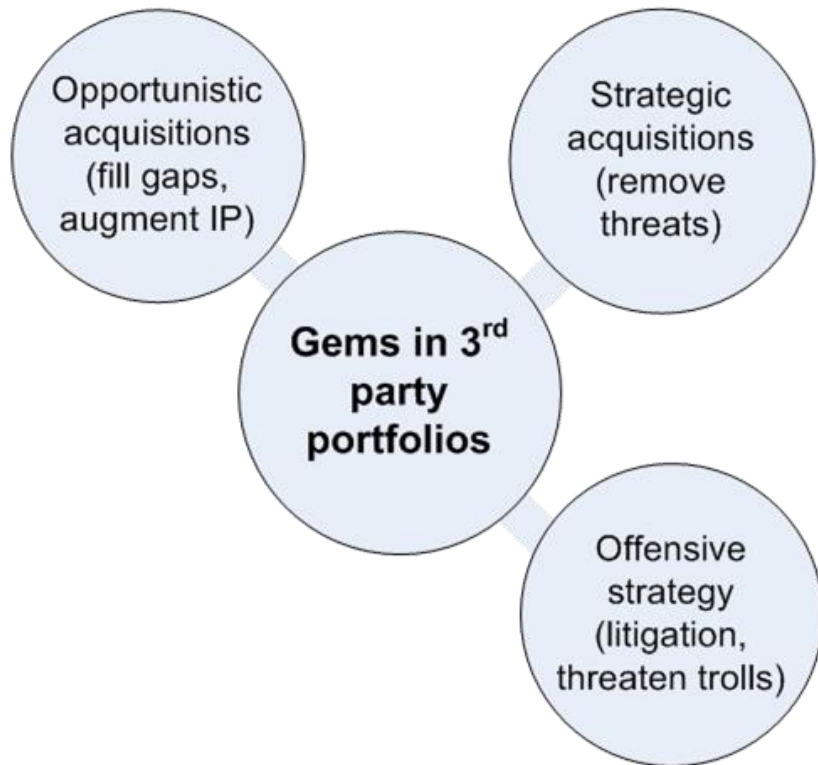 Opportunistic
acquisitions
(fill gaps,
augment IP)
Strategic
acquisitions
(remove
threats)
Gems in 3rd
party
portfolios
Offensive
strategy
(litigation,
threaten trolls)